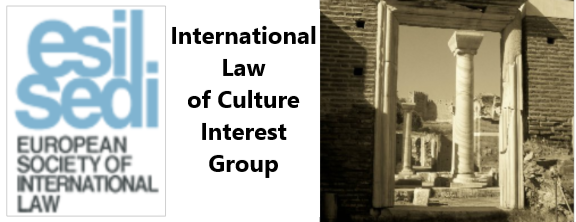 esil
sedi
EUROPEAN
SOCIETY OF
INTERNATIONAL
LAW
International
Law
of Culture
Interest
Group